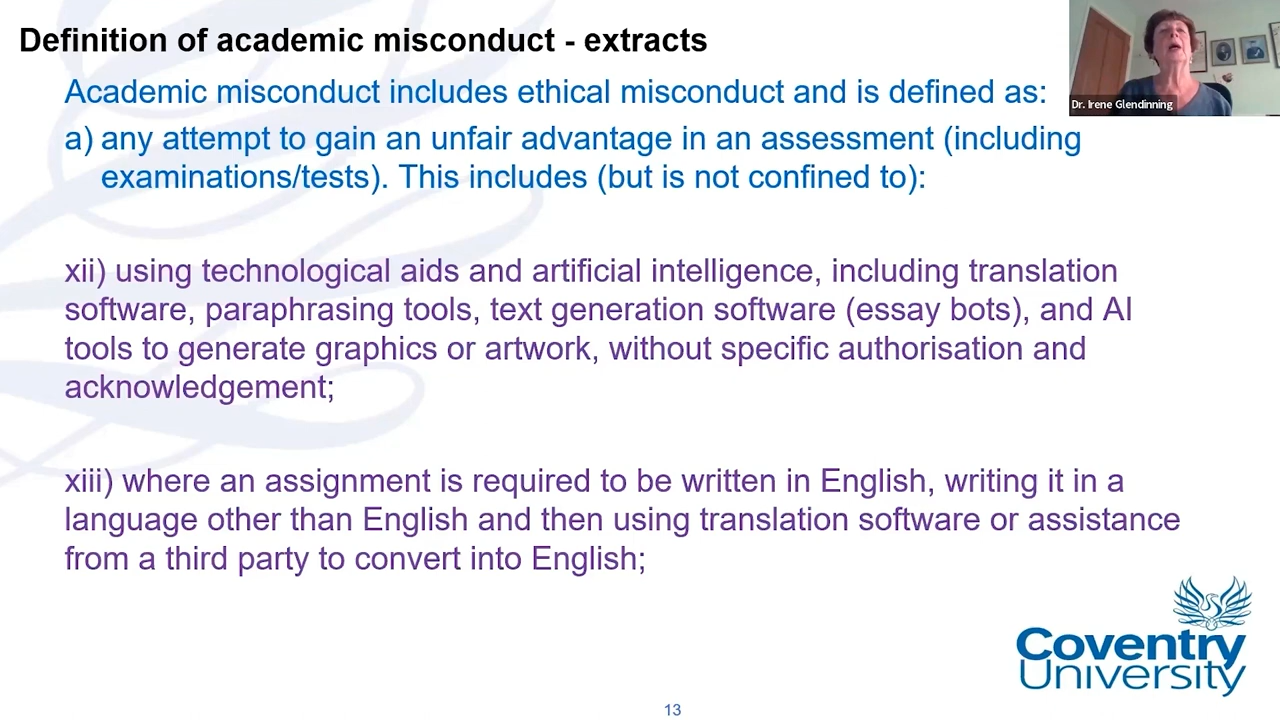 Definition of academic misconduct - extracts
Academic misconduct includes ethical misconduct and is defined as:
Dr. Irene Glendinning
a) any attempt to gain an unfair advantage in an assessment (including
examinations/tests). This includes (but is not confined to):
xii) using technological aids and artificial intelligence, including translation
software, paraphrasing tools, text generation software (essay bots), and AI
tools to generate graphics or artwork, without specific authorisation and
acknowledgement;
xiii) where an assignment is required to be written in English, writing it in a
language other than English and then using translation software or assistance
from a third party to convert into English;
Coventry
University
13